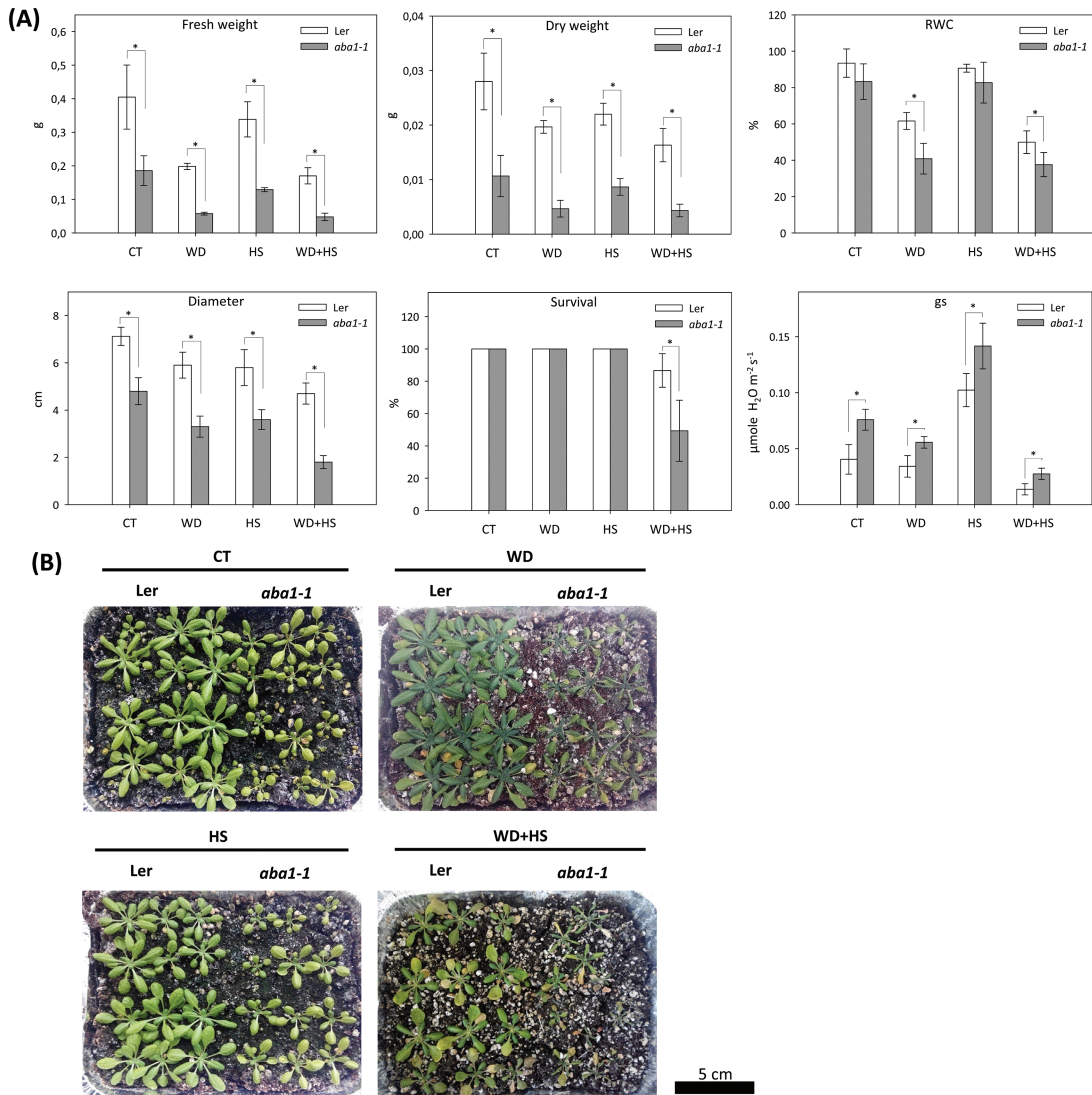 (A)
Fresh weight
Ler
aba1-1
0,6
0,5
0,4
0,3
0,2
0,1
0,0
g
*
*
*
*
CT
WD
HS
WD+HS
Dry weight
Ler
aba1-1
0,04
0,03
0,02
0,01
0,00
g
*
*
*
*
CT
WD
HS
WD+HS
RWC
Ler
aba1-1
120
100
80
60
40
20
0
%
*
*
CT
WD
HS
WD+HS
Diameter
Ler
aba1-1
8
6
4
2
0
cm
*
*
*
*
CT
WD
HS
WD+HS
Survival
Ler
aba1-1
120
100
80
60
40
20
0
%
*
CT
WD
HS
WD+HS
gs
Ler
aba1-1
0.15
0.10
0.05
0.00
µmole H₂O m⁻² s⁻¹
*
*
*
*
CT
WD
HS
WD+HS
(B)
CT
Ler aba1-1
WD
Ler aba1-1
HS
Ler aba1-1
WD+HS
Ler aba1-1
5 cm